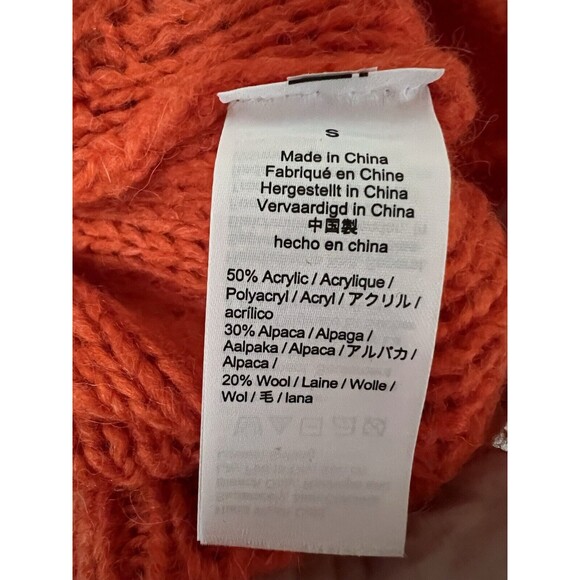 S
Made in China
Fabriqué en Chine
Hergestellt in China
Vervaardigd in China
中国製
hecho en china
50% Acrylic / Acrylique /
Polyacryl / Acryl / アクリル /
acrílico
30% Alpaca / Alpaga /
Aalpaka / Alpaca / アルパカ /
Alpaca /
20% Wool / Laine / Wolle /
Wol / 毛 / lana